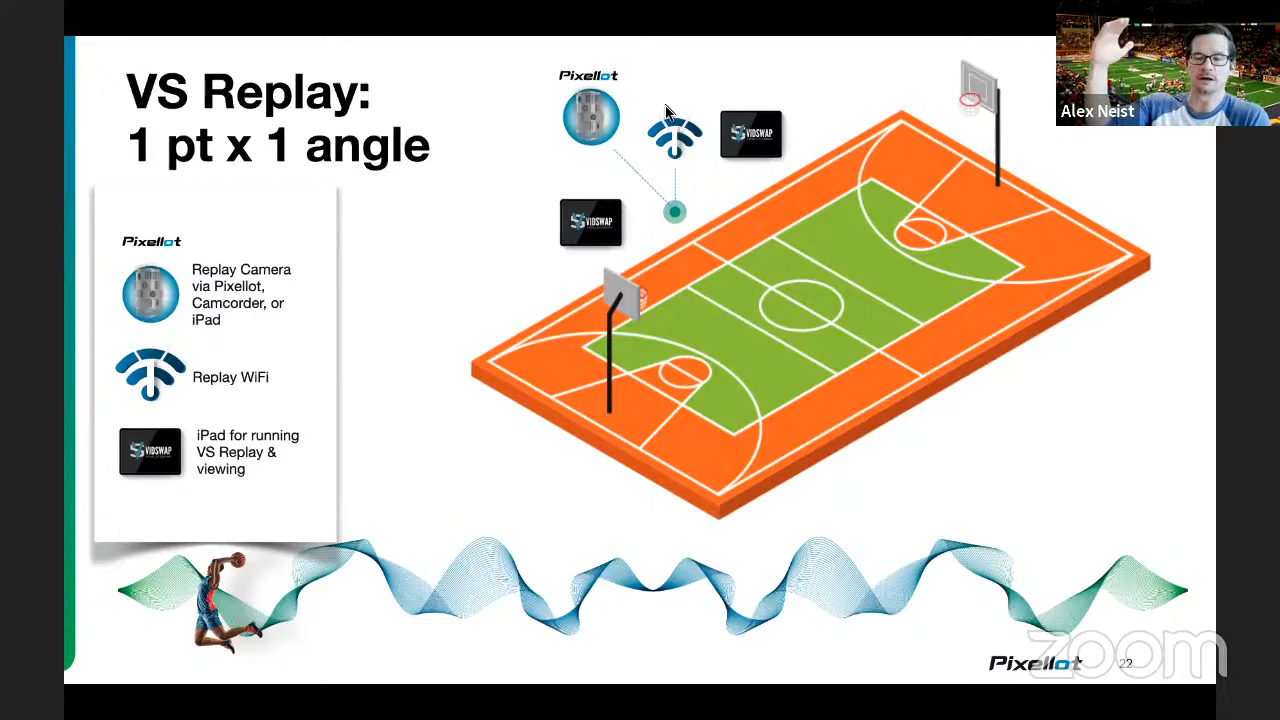 VS Replay:
1 pt x 1 angle
Pixellot
VIDSWAP
VIDSWAP
Alex Neist
Pixellot
Replay Camera
via Pixellot,
Camcorder, or
iPad
Replay WiFi
VIDSWAP
iPad for running
VS Replay &
viewing
Pixellot
22
zoom